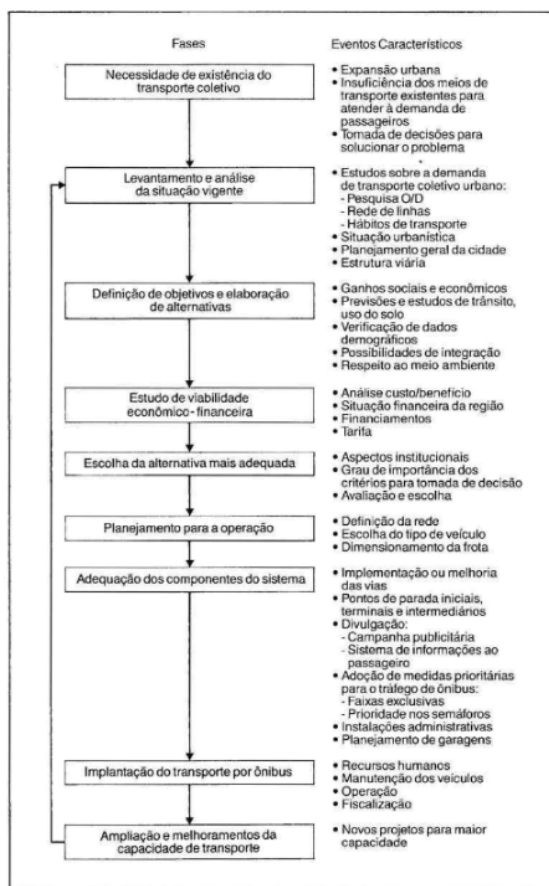 Fases
Eventos Característicos
Necessidade de existência do
transporte coletivo
• Expansão urbana
• Insuficiência dos meios de
transporte existentes para
atender à demanda de
passageiros
• Tomada de decisões para
solucionar o problema
Levantamento e análise
da situação vigente
• Estudos sobre a demanda
de transporte coletivo urbano:
- Pesquisa O/D
- Rede de linhas
- Hábitos de transporte
• Situação urbanística
• Planejamento geral da cidade
• Estrutura viária
Definição de objetivos e elaboração
de alternativas
• Ganhos sociais e econômicos
• Previsões e estudos de trânsito,
uso do solo
• Verificação de dados
demográficos
• Possibilidades de integração
• Respeito ao meio ambiente
Estudo de viabilidade
econômico-financeira
• Análise custo/benefício
• Situação financeira da região
• Financiamentos
• Tarifa
Escolha da alternativa mais adequada
• Aspectos institucionais
• Grau de importância dos
critérios para tomada de decisão
• Avaliação e escolha
Planejamento para a operação
• Definição da rede
• Escolha do tipo de veículo
• Dimensionamento da frota
Adequação dos componentes do sistema
• Implementação ou melhoria
das vias
• Pontos de parada iniciais,
terminais e intermediários
• Divulgação:
- Campanha publicitária
- Sistema de informações ao
passageiro
• Adoção de medidas prioritárias
para o tráfego de ônibus:
- Faixas exclusivas
- Prioridade nos semáforos
• Instalações administrativas
• Planejamento de garagens
Implantação do transporte por ônibus
• Recursos humanos
• Manutenção dos veículos
• Operação
• Fiscalização
Ampliação e melhoramentos da
capacidade de transporte
• Novos projetos para maior
capacidade